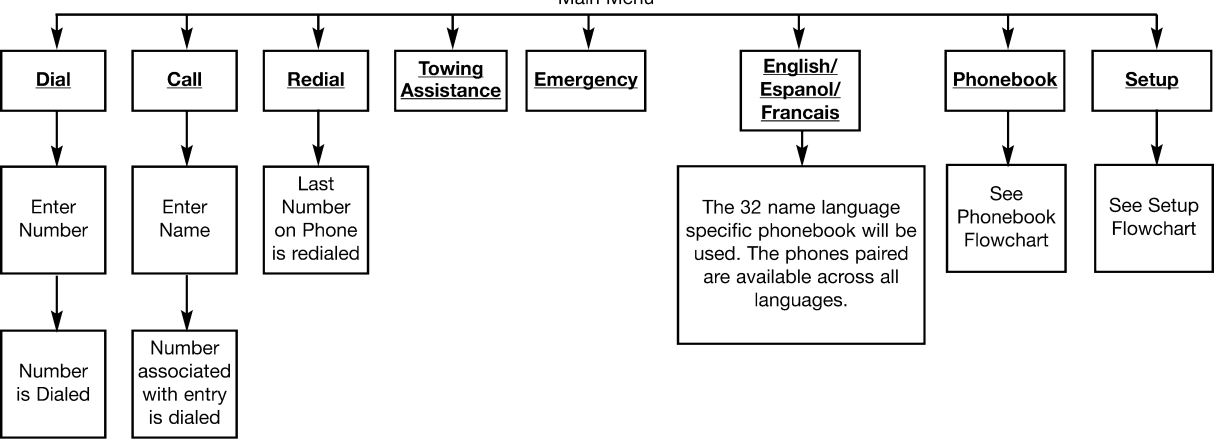 Main Menu
Dial
Call
Redial
Towing
Assistance
Emergency
English/
Espanol/
Francais
Phonebook
Setup
Enter
Number
Enter
Name
Last
Number
on Phone
is redialed
The 32 name language
specific phonebook will be
used. The phones paired
are available across all
languages.
See
Phonebook
Flowchart
See Setup
Flowchart
Number
is Dialed
Number
associated
with entry
is dialed